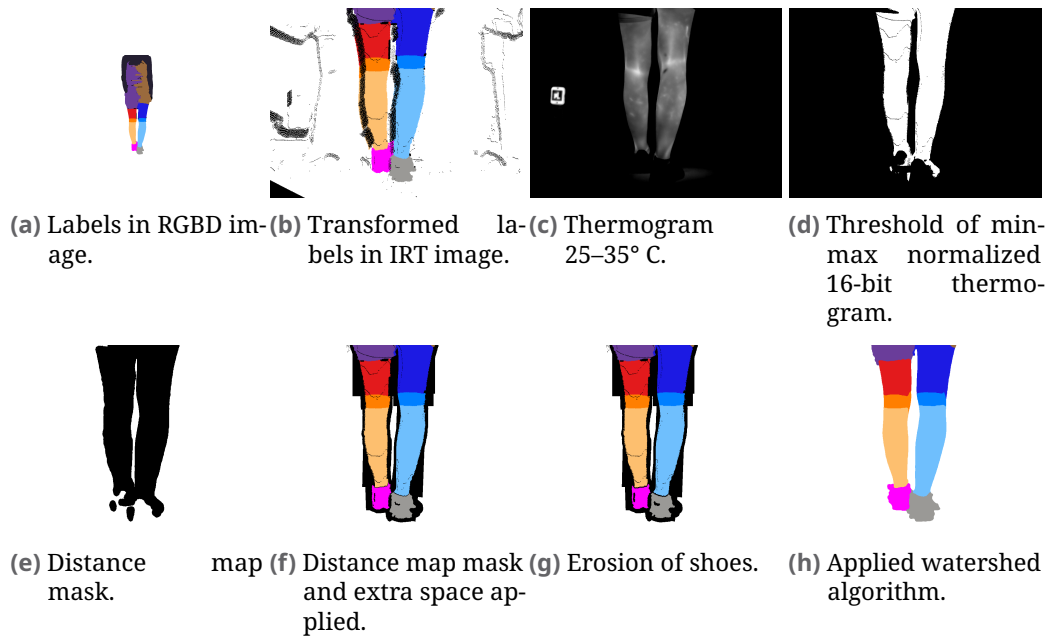 (a) Labels in RGBD im-
age.
(b) Transformed la-
bels in IRT image.
(c) Thermogram
25–35° C.
(d) Threshold of min-
max normalized
16-bit thermo-
gram.
(e) Distance map
mask.
(f) Distance map mask
and extra space ap-
plied.
(g) Erosion of shoes.
(h) Applied watershed
algorithm.